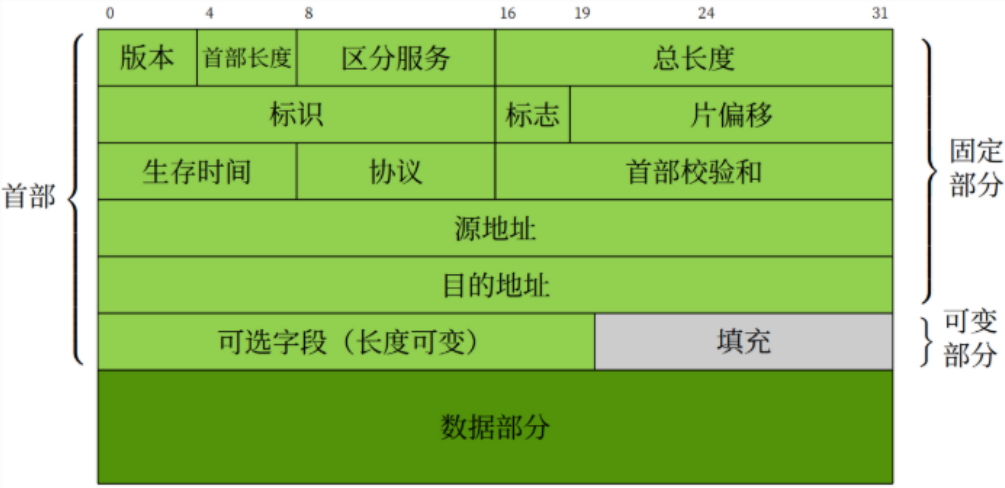 0 4 8 16 19 24 31
版本 首部长度 区分服务 总长度
标识 标志 片偏移
生存时间 协议 首部校验和
源地址
目的地址
可选字段（长度可变） 填充
数据部分
首部
固定
部分
可变
部分